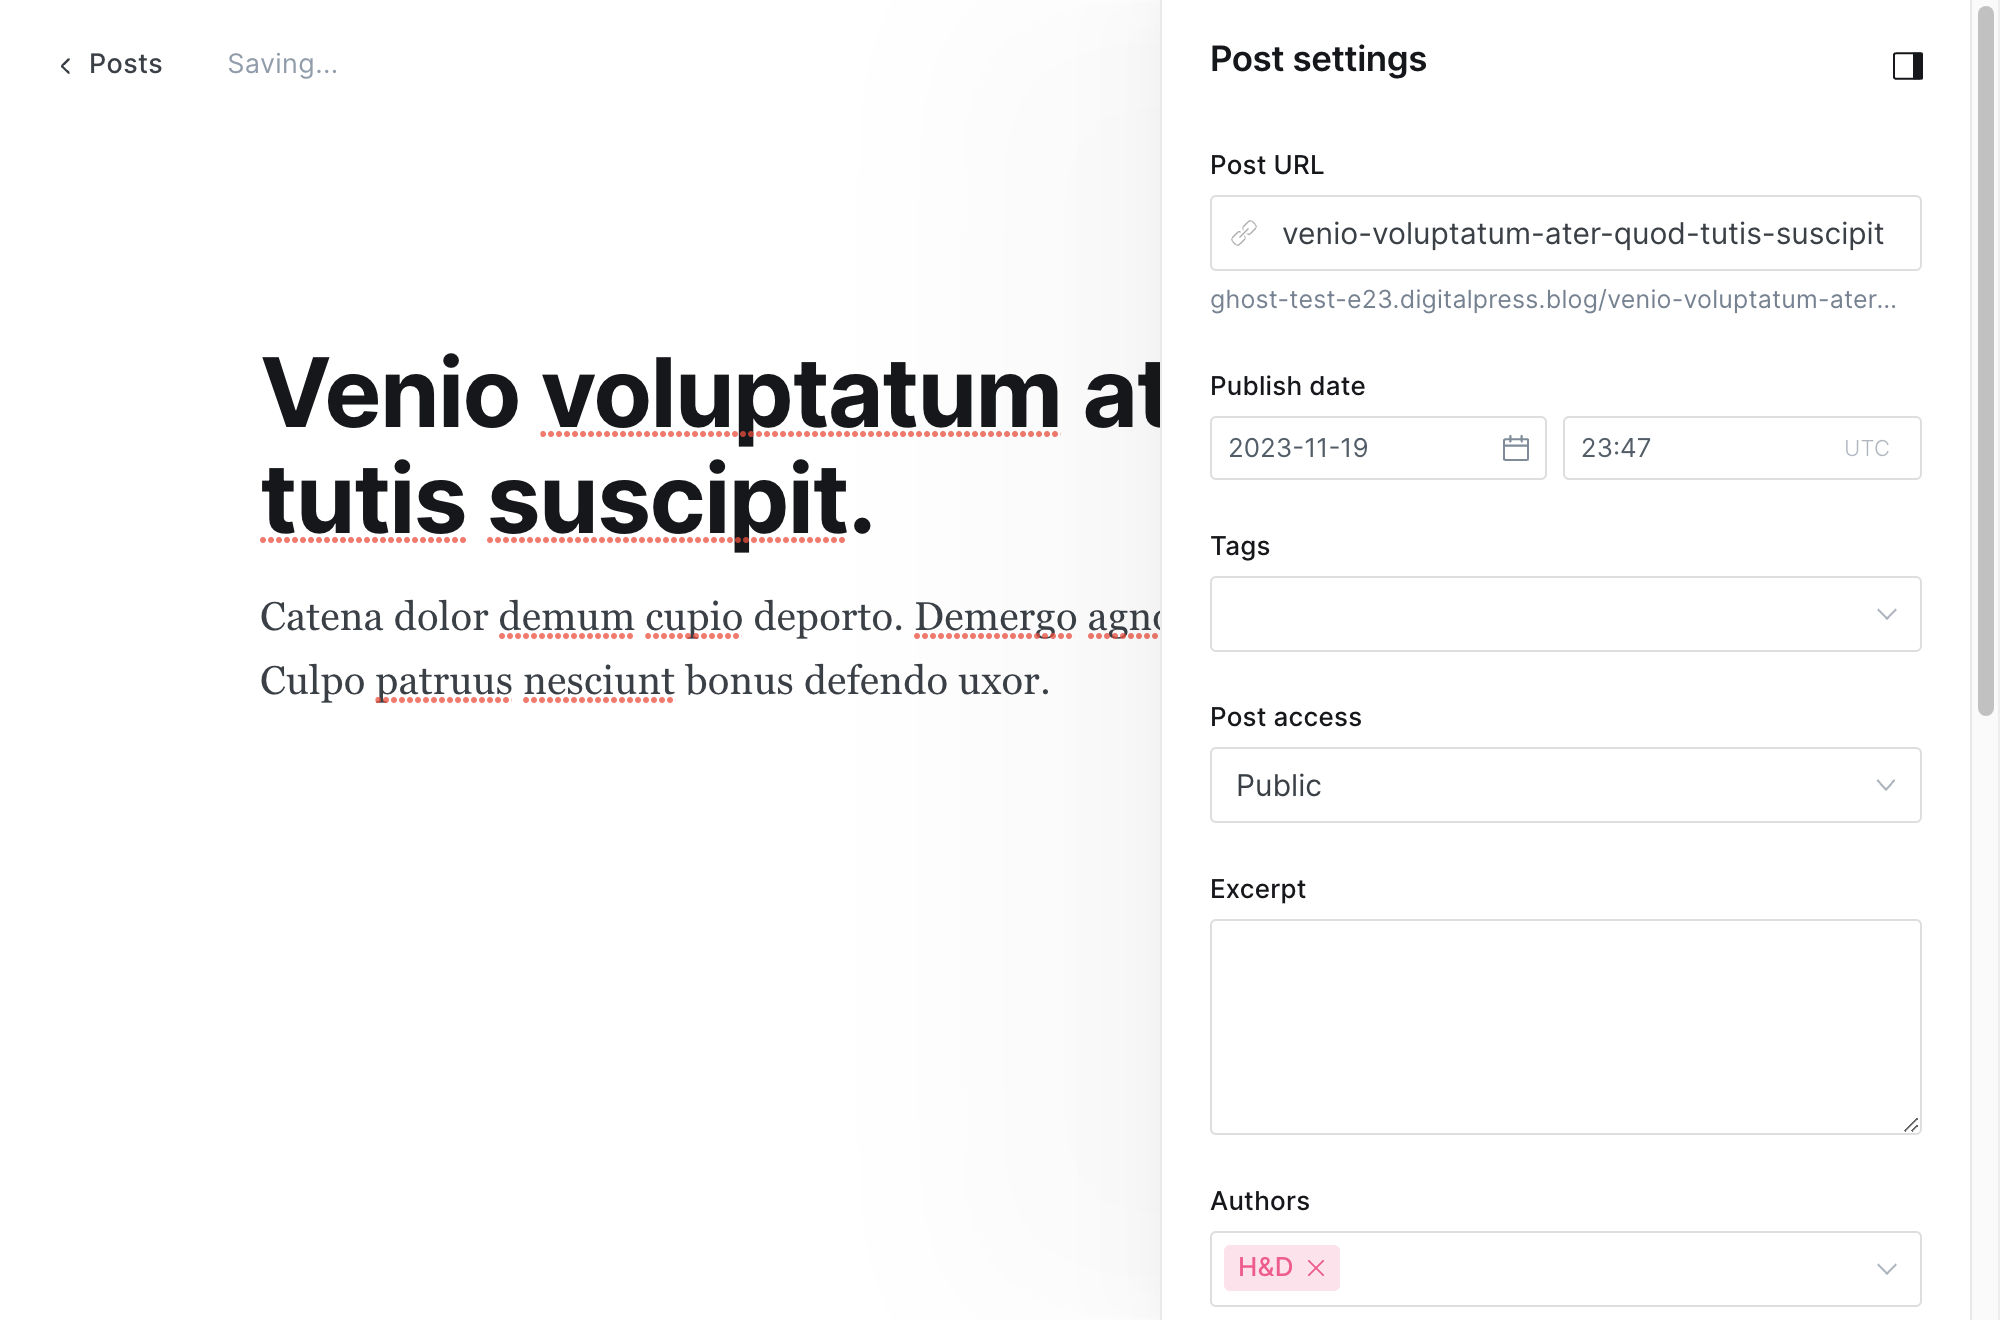 Posts
Saving...
Venio voluptatum
tutis suscipit.
Catena dolor demum cupio deporto. Demergo
Culpo patruus nesciunt bonus defendo uxor.
Post settings
Post URL
venio-voluptatum-ater-quod-tutis-suscipit
ghost-test-e23.digitalpress.blog/venio-voluptatum-ater...
Publish date
2023-11-19
23:47 UTC
Tags
Post access
Public
Excerpt
Authors
H&D